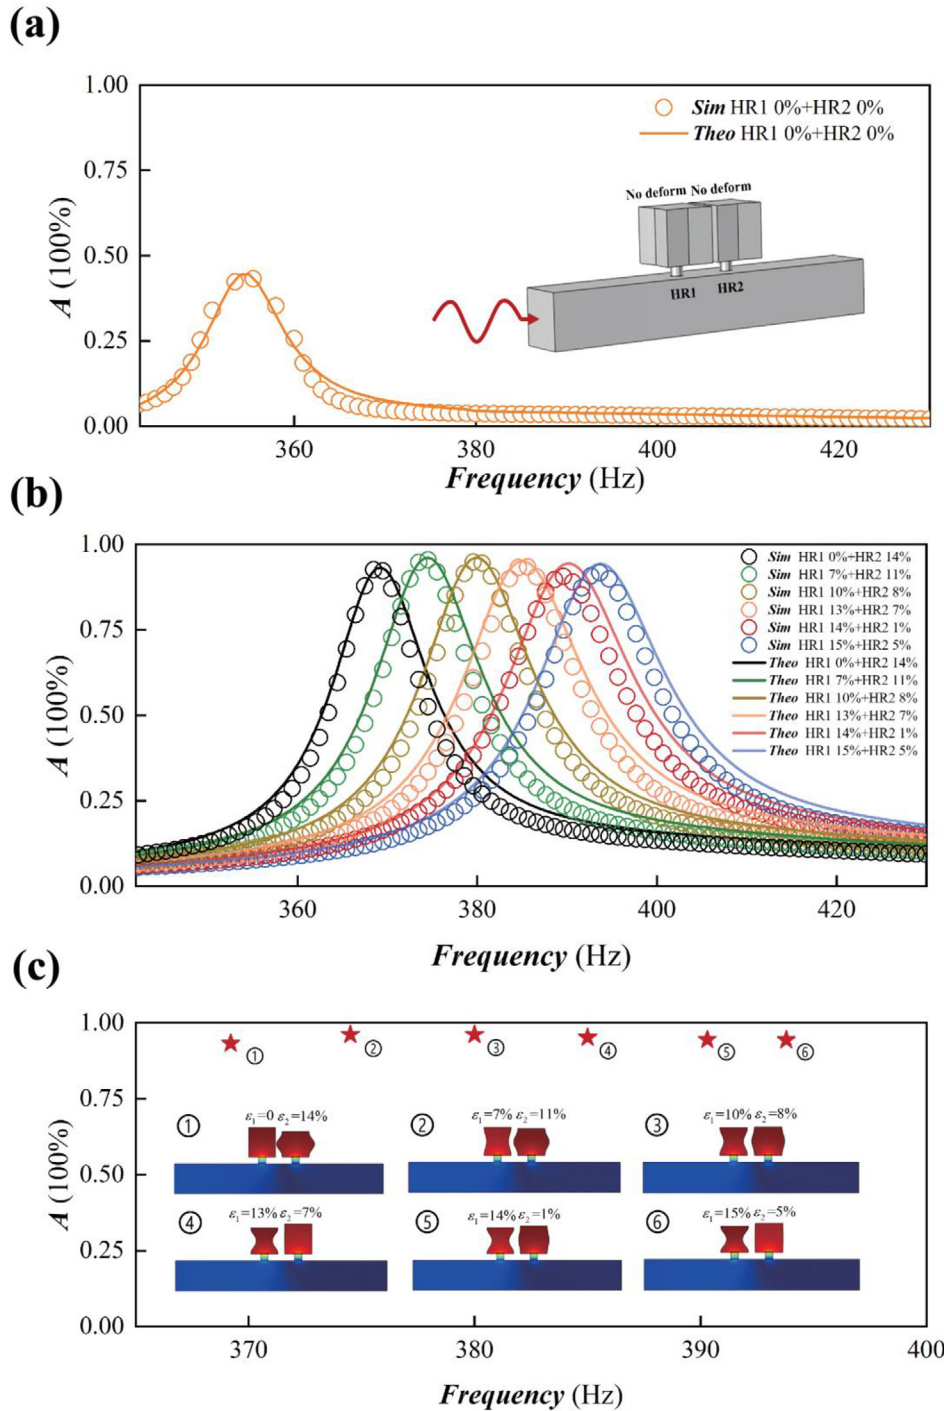 (a)
1.00
0.75
0.50
0.25
0.00
A (100%)
Sim HR1 0%+HR2 0%
Theo HR1 0%+HR2 0%
No deform No deform
HR1 HR2
360 380 400 420
Frequency (Hz)
(b)
1.00
0.75
0.50
0.25
0.00
A (100%)
Sim HR1 0%+HR2 14%
Sim HR1 7%+HR2 11%
Sim HR1 10%+HR2 8%
Sim HR1 13%+HR2 7%
Sim HR1 14%+HR2 1%
Sim HR1 15%+HR2 5%
Theo HR1 0%+HR2 14%
Theo HR1 7%+HR2 11%
Theo HR1 10%+HR2 8%
Theo HR1 13%+HR2 7%
Theo HR1 14%+HR2 1%
Theo HR1 15%+HR2 5%
360 380 400 420
Frequency (Hz)
(c)
1.00
0.75
0.50
0.25
0.00
A (100%)
① ② ③ ④ ⑤ ⑥
① ε₁=0 ε₂=14%
② ε₁=7% ε₂=11%
③ ε₁=10% ε₂=8%
④ ε₁=13% ε₂=7%
⑤ ε₁=14% ε₂=1%
⑥ ε₁=15% ε₂=5%
370 380 390 400
Frequency (Hz)